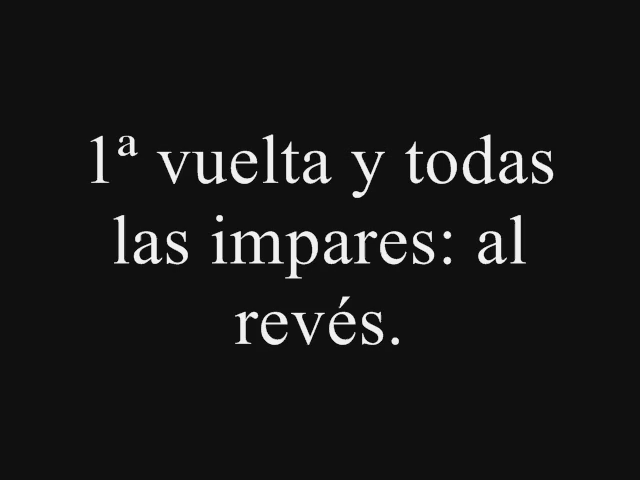 1ª vuelta y todas
las impares: al
revés.